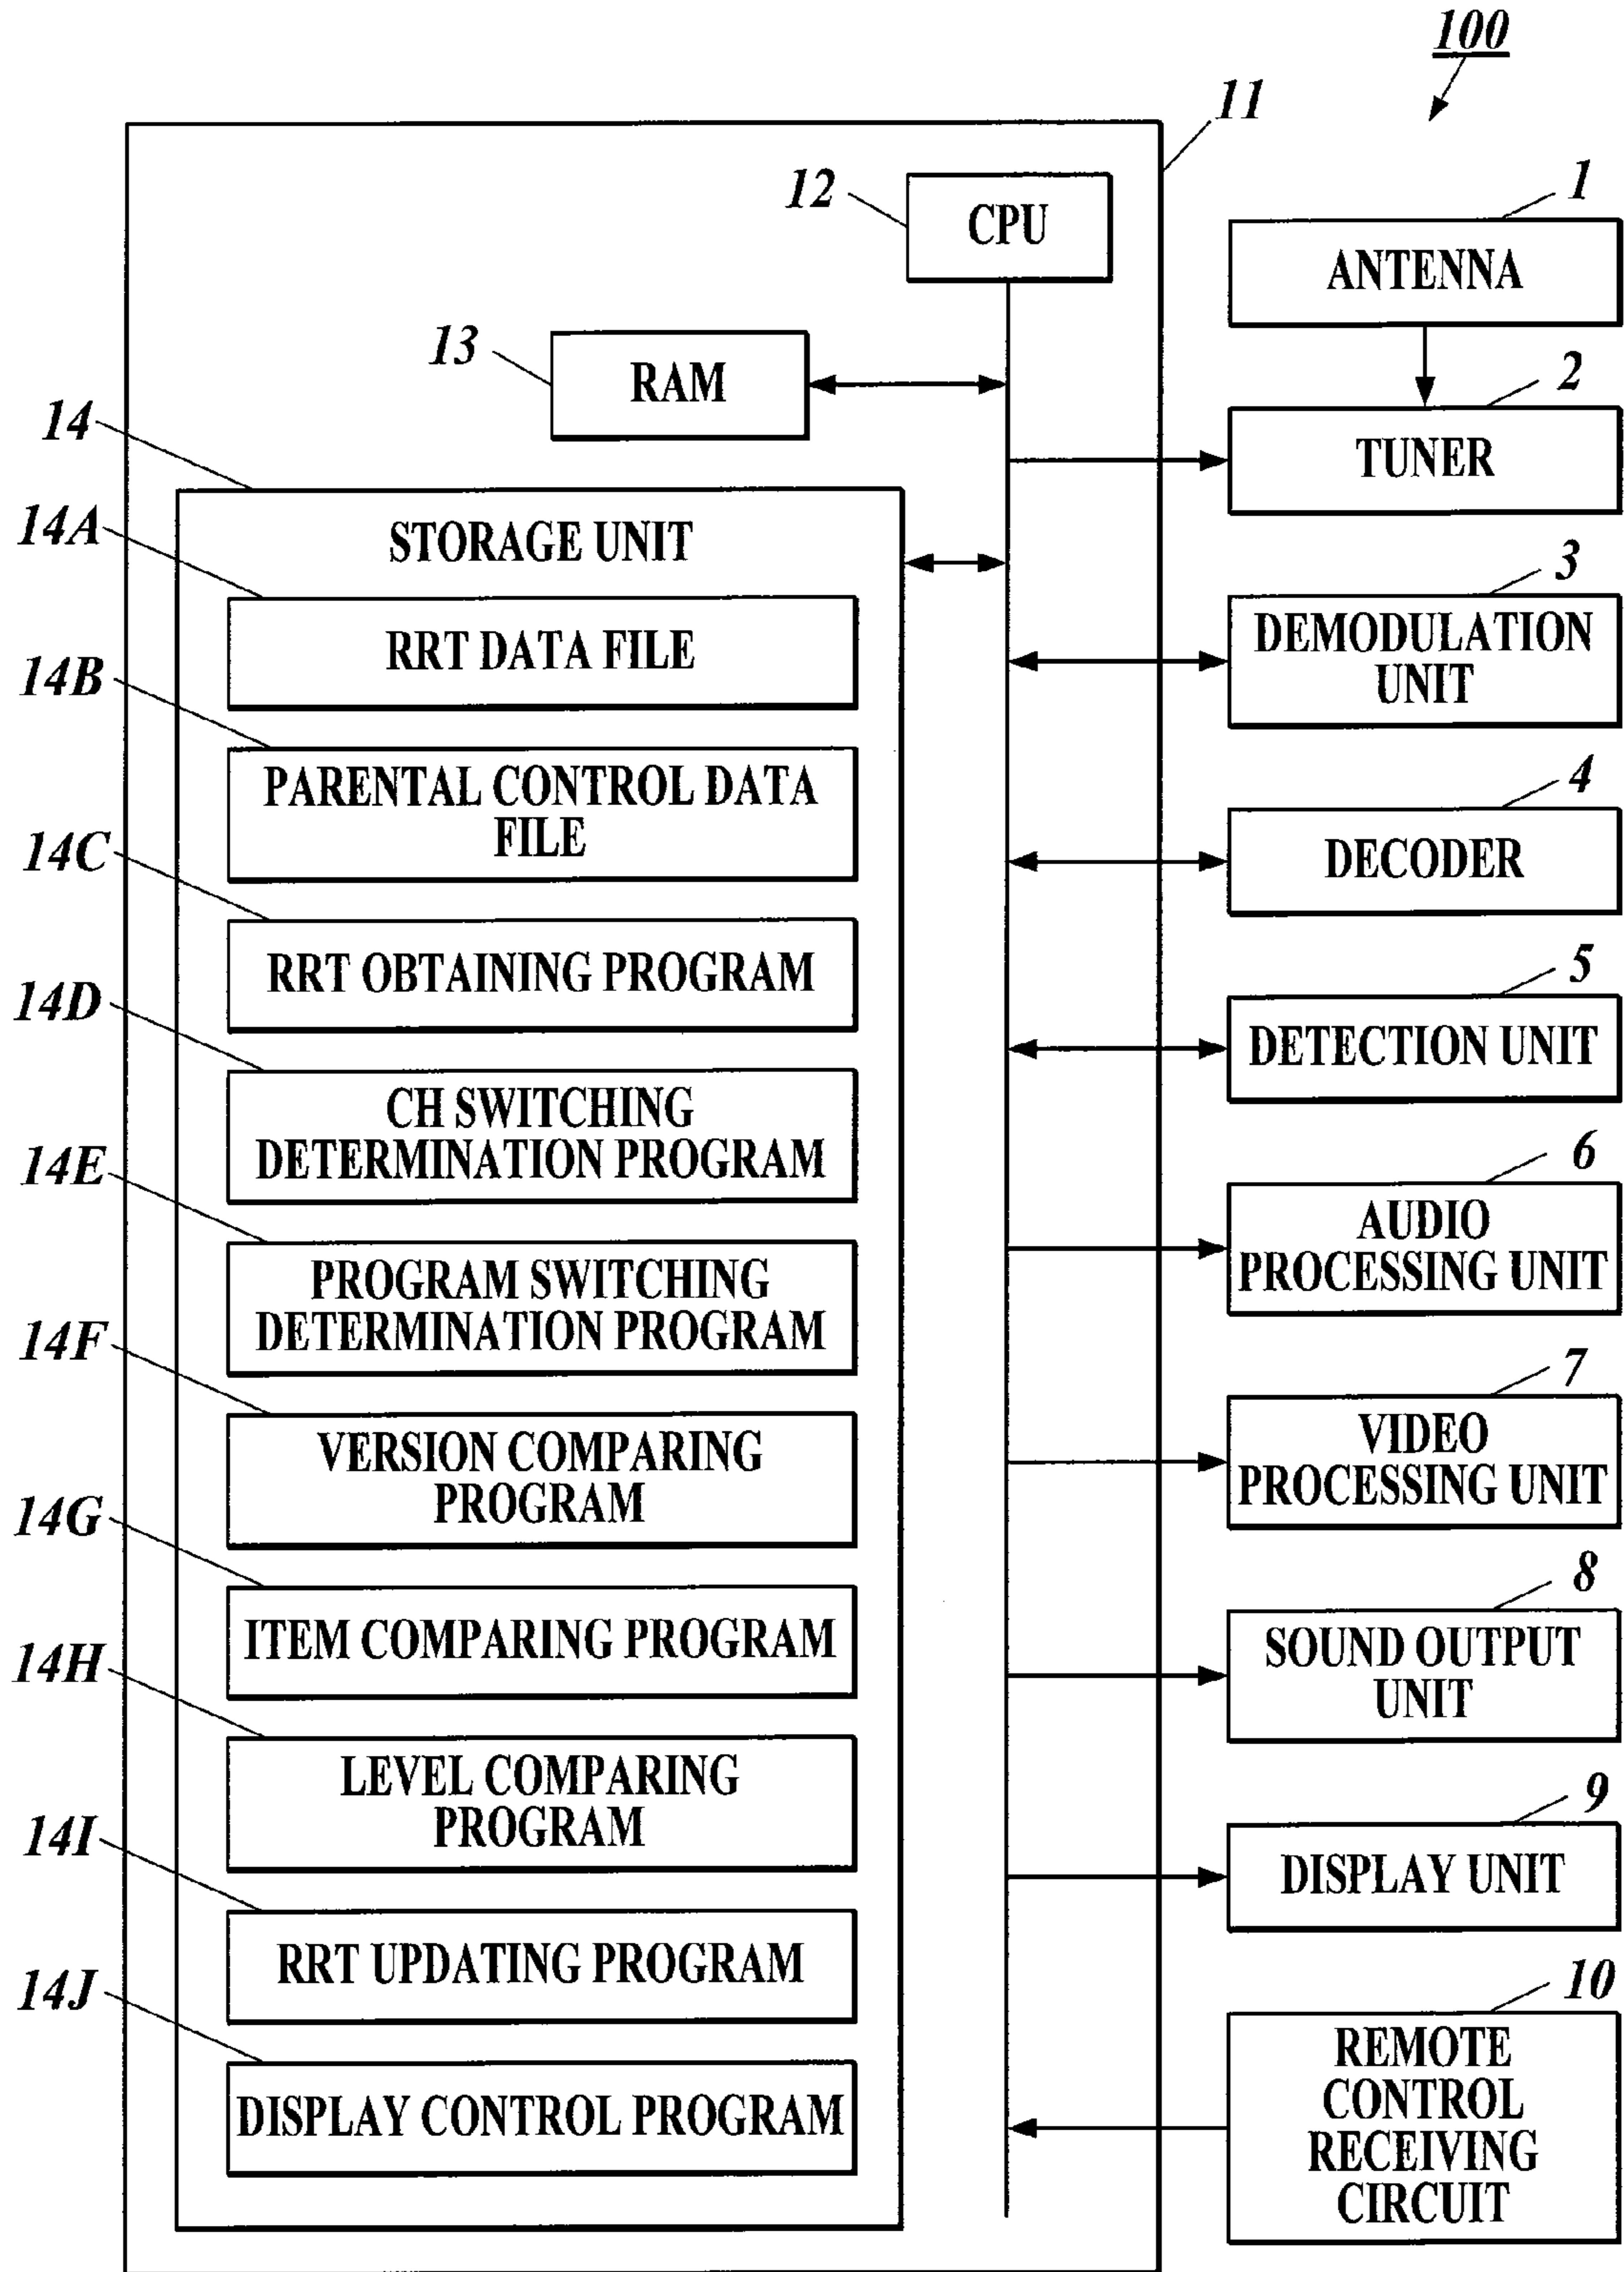 100
11
12
CPU
13
RAM
14
STORAGE UNIT
14A
RRT DATA FILE
14B
PARENTAL CONTROL DATA
FILE
14C
RRT OBTAINING PROGRAM
14D
CH SWITCHING
DETERMINATION PROGRAM
14E
PROGRAM SWITCHING
DETERMINATION PROGRAM
14F
VERSION COMPARING
PROGRAM
14G
ITEM COMPARING PROGRAM
14H
LEVEL COMPARING
PROGRAM
14I
RRT UPDATING PROGRAM
14J
DISPLAY CONTROL PROGRAM
1
ANTENNA
2
TUNER
3
DEMODULATION
UNIT
4
DECODER
5
DETECTION UNIT
6
AUDIO
PROCESSING UNIT
7
VIDEO
PROCESSING UNIT
8
SOUND OUTPUT
UNIT
9
DISPLAY UNIT
10
REMOTE
CONTROL
RECEIVING
CIRCUIT